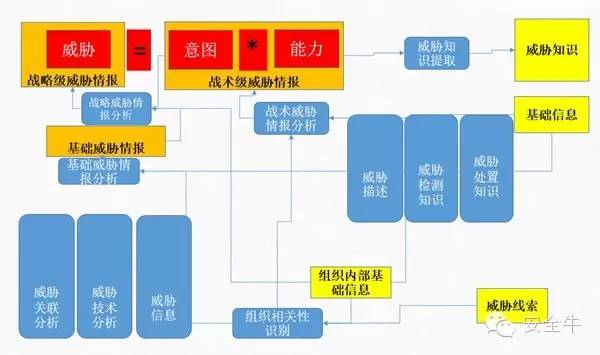 威胁
=
意图
*
能力
战略级威胁情报
战术级威胁情报
威胁知
识提取
威胁知识
战略威胁情
报分析
战术威胁
情报分析
基础信息
基础威胁情报
基础威胁情
报分析
威胁
描述
威胁
检测
知识
威胁
处置
知识
威胁
关联
分析
威胁
技术
分析
威胁
信息
组织内部基
础信息
组织相关性
识别
威胁线索
安全牛